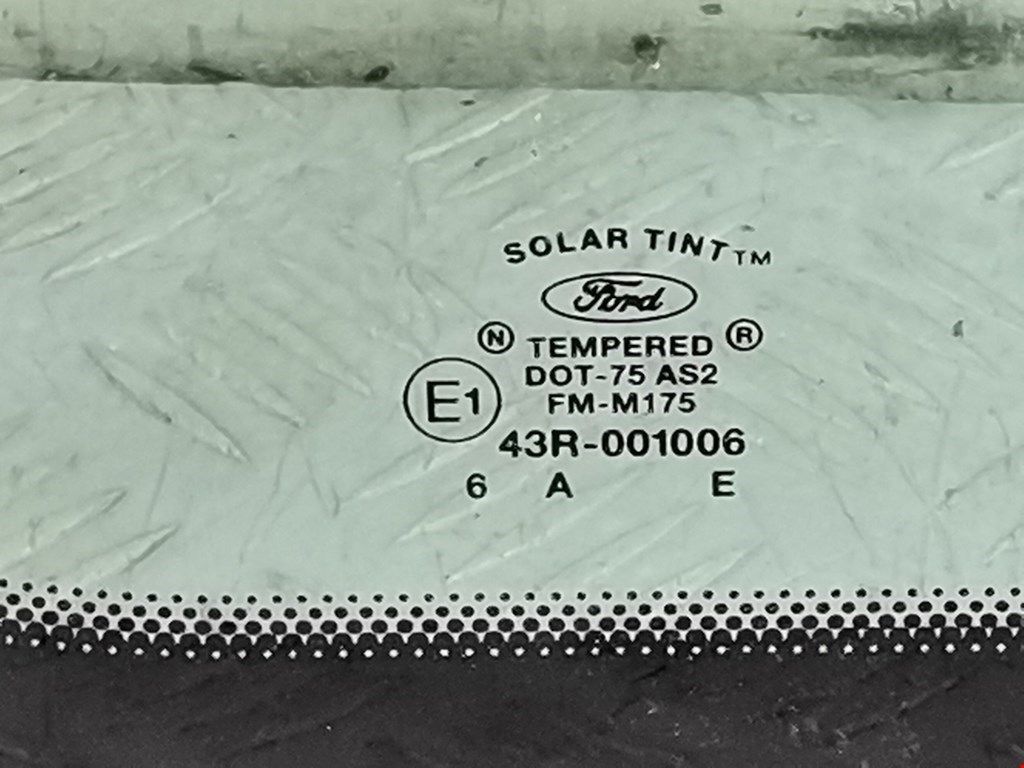 SOLAR TINT™
Ford
Ⓝ TEMPERED ®
DOT-75 AS2
E1 FM-M175
43R-001006
6 A E